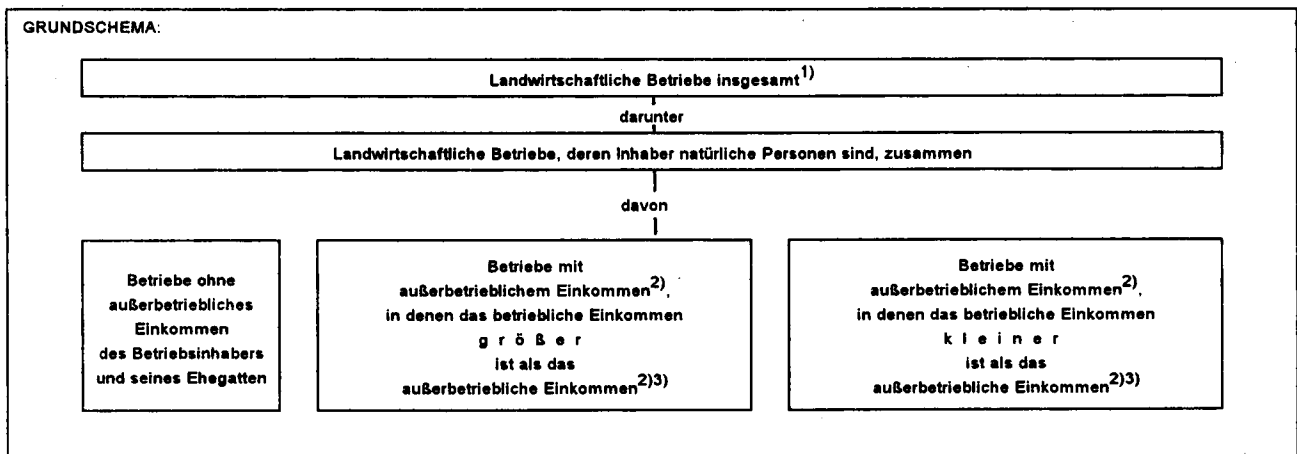 GRUNDSCHEMA:
Landwirtschaftliche Betriebe insgesamt1)
darunter
Landwirtschaftliche Betriebe, deren Inhaber natürliche Personen sind, zusammen
davon
Betriebe ohne
außerbetriebliches
Einkommen
des Betriebsinhabers
und seines Ehegatten
Betriebe mit
außerbetrieblichem Einkommen2),
in denen das betriebliche Einkommen
g r ö ß e r
ist als das
außerbetriebliche Einkommen2)3)
Betriebe mit
außerbetrieblichem Einkommen2),
in denen das betriebliche Einkommen
k l e i n e r
ist als das
außerbetriebliche Einkommen2)3)